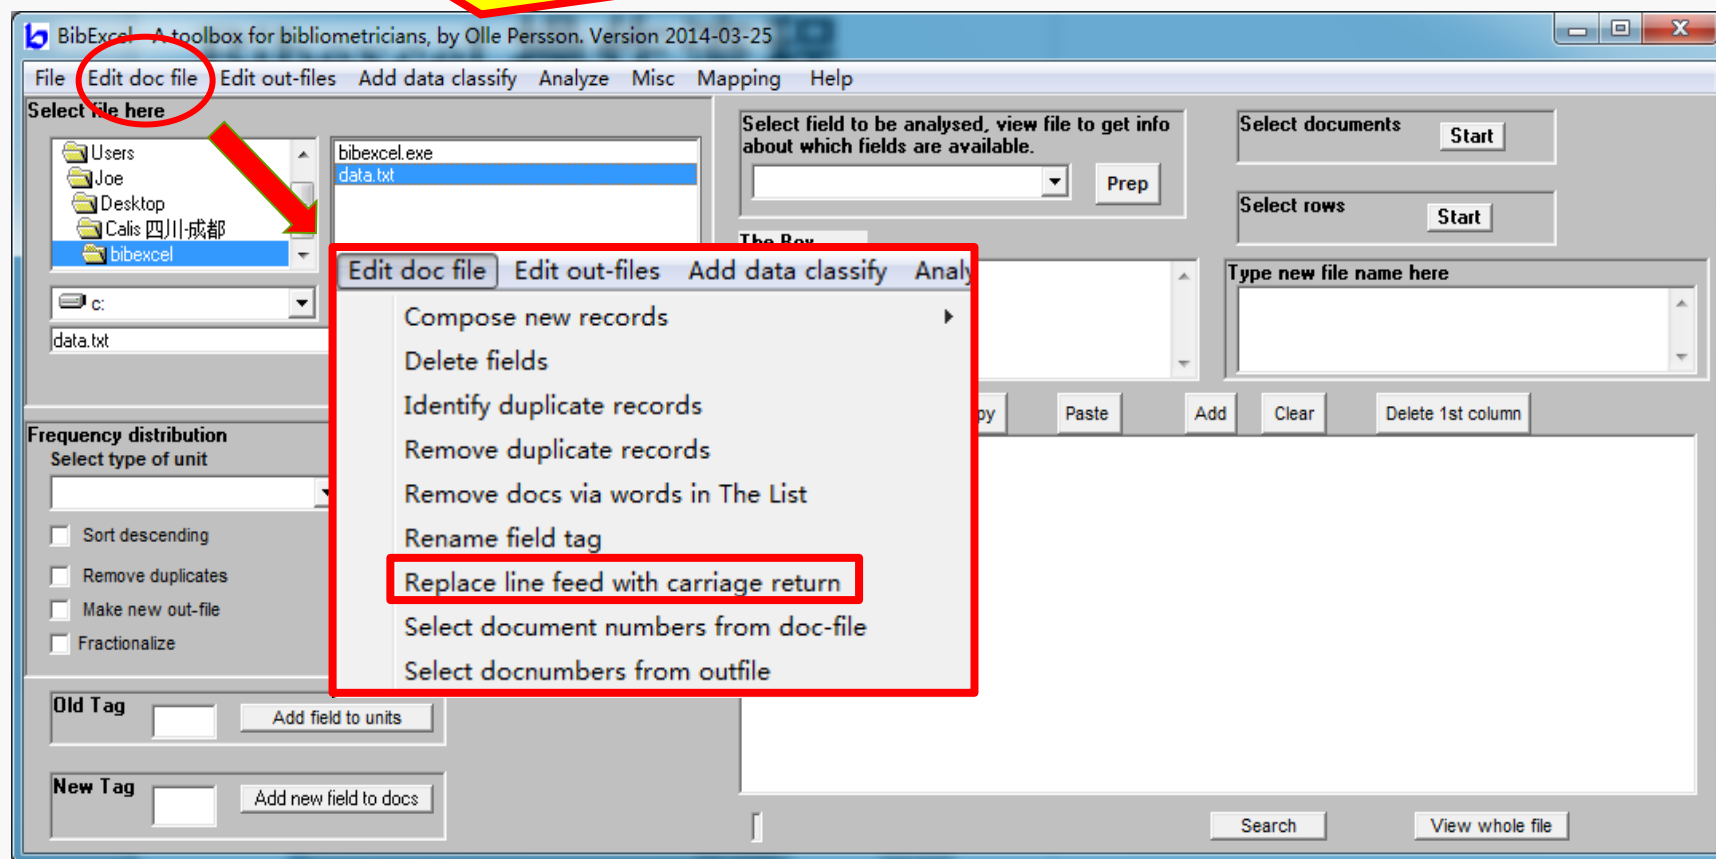 BibExcel - A toolbox for bibliometricians, by Olle Persson. Version 2014-03-25
File Edit doc file Edit out-files Add data classify Analyze Misc Mapping Help
Select file here
Users
Joe
Desktop
Calis 四川-成都
bibexcel
c:
data.txt
bibexcel.exe
data.txt
Select field to be analysed, view file to get info
about which fields are available.
Prep
Select documents
Start
Select rows
Start
The Box
Type new file name here
Edit doc file Edit out-files Add data classify Analy
Compose new records
Delete fields
Identify duplicate records
Remove duplicate records
Remove docs via words in The List
Rename field tag
Replace line feed with carriage return
Select document numbers from doc-file
Select docnumbers from outfile
py Paste Add Clear Delete 1st column
Frequency distribution
Select type of unit
Sort descending
Remove duplicates
Make new out-file
Fractionalize
Old Tag
Add field to units
New Tag
Add new field to docs
Search
View whole file